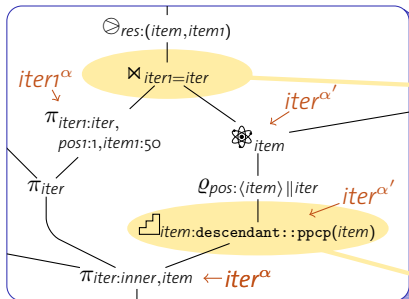 res:(item,item1)
iter1^α
⋈ iter1=iter
iter^α′
π iter1:iter,
pos1:1,item1:50
item
π iter
ϱ pos:⟨item⟩‖iter
iter^α′
item:descendant::ppcp(item)
π iter:inner,item
←iter^α